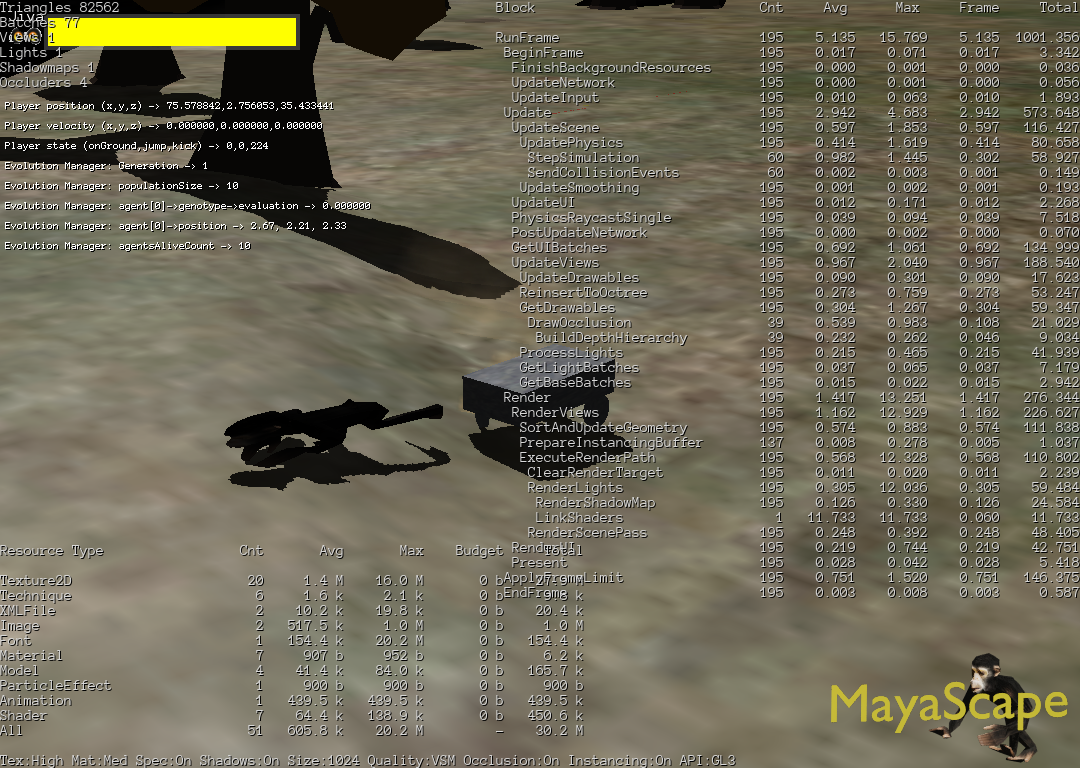 Triangles 82562
Batches 77
Views 1
Lights 1
Shadowmaps 1
Occluders 4
Player position (x,y,z) -> 75.578842,2.756053,35.433441
Player velocity (x,y,z) -> 0.000000,0.000000,0.000000
Player state (onGround,jump,kick) -> 0,0,224
Evolution Manager: Generation -> 1
Evolution Manager: populationSize -> 10
Evolution Manager: agent[0]->genotype->evaluation -> 0.000000
Evolution Manager: agent[0]->position -> 2.67, 2.21, 2.33
Evolution Manager: agentsAliveCount -> 10
Block Cnt Avg Max Frame Total
RunFrame 195 5.135 15.769 5.135 1001.356
BeginFrame 195 0.017 0.071 0.017 3.342
FinishBackgroundResources 195 0.000 0.001 0.000 0.036
UpdateNetwork 195 0.000 0.001 0.000 0.056
UpdateInput 195 0.010 0.063 0.010 1.893
Update 195 2.942 4.683 2.942 573.648
UpdateScene 195 0.597 1.853 0.597 116.427
UpdatePhysics 195 0.414 1.619 0.414 80.658
StepSimulation 60 0.982 1.445 0.302 58.927
SendCollisionEvents 60 0.002 0.003 0.001 0.149
UpdateSmoothing 195 0.001 0.002 0.001 0.193
UpdateUI 195 0.012 0.171 0.012 2.268
PhysicsRaycastSingle 195 0.039 0.094 0.039 7.518
PostUpdateNetwork 195 0.000 0.002 0.000 0.070
GetUIBatches 195 0.692 1.061 0.692 134.999
UpdateViews 195 0.967 2.040 0.967 188.540
UpdateDrawables 195 0.090 0.301 0.090 17.623
ReinsertToOctree 195 0.273 0.759 0.273 53.247
GetDrawables 195 0.304 1.267 0.304 59.347
DrawOcclusion 39 0.539 0.983 0.108 21.029
BuildDepthHierarchy 39 0.232 0.262 0.046 9.034
ProcessLights 195 0.215 0.465 0.215 41.939
GetLightBatches 195 0.037 0.065 0.037 7.179
GetBaseBatches 195 0.015 0.022 0.015 2.942
Render 195 1.417 13.251 1.417 276.344
RenderViews 195 1.162 12.929 1.162 226.627
SortAndUpdateGeometry 195 0.574 0.883 0.574 111.838
PrepareInstancingBuffer 137 0.008 0.278 0.005 1.037
ExecuteRenderPath 195 0.568 12.328 0.568 110.802
ClearRenderTarget 195 0.011 0.020 0.011 2.239
RenderLights 195 0.305 12.036 0.305 59.484
RenderShadowMap 195 0.126 0.330 0.126 24.584
LinkShaders 1 11.733 11.733 0.060 11.733
RenderScenePass 195 0.248 0.392 0.248 48.405
RenderUI 195 0.219 0.744 0.219 42.751
Present 195 0.028 0.042 0.028 5.418
ApplyFrameLimit 195 0.751 1.520 0.751 146.375
EndFrame 195 0.003 0.008 0.003 0.587
Resource Type Cnt Avg Max Budget Total
Texture2D 20 1.4 M 16.0 M 0 b
Technique 6 1.6 k 2.1 k 0 b 9.8 k
XMLFile 2 10.2 k 19.8 k 0 b 20.4 k
Image 2 517.5 k 1.0 M 0 b 1.0 M
Font 1 154.4 k 20.2 M 0 b 154.4 k
Material 7 907 b 952 b 0 b 6.2 k
Model 4 41.4 k 84.0 k 0 b 165.7 k
ParticleEffect 1 900 b 900 b 0 b 900 b
Animation 1 439.5 k 439.5 k 0 b 439.5 k
Shader 7 64.4 k 138.9 k 0 b 450.6 k
All 51 605.8 k 20.2 M - 30.2 M
MayaScape
Tex:High Mat:Med Spec:On Shadows:On Size:1024 Quality:VSM Occlusion:On Instancing:On API:GL3